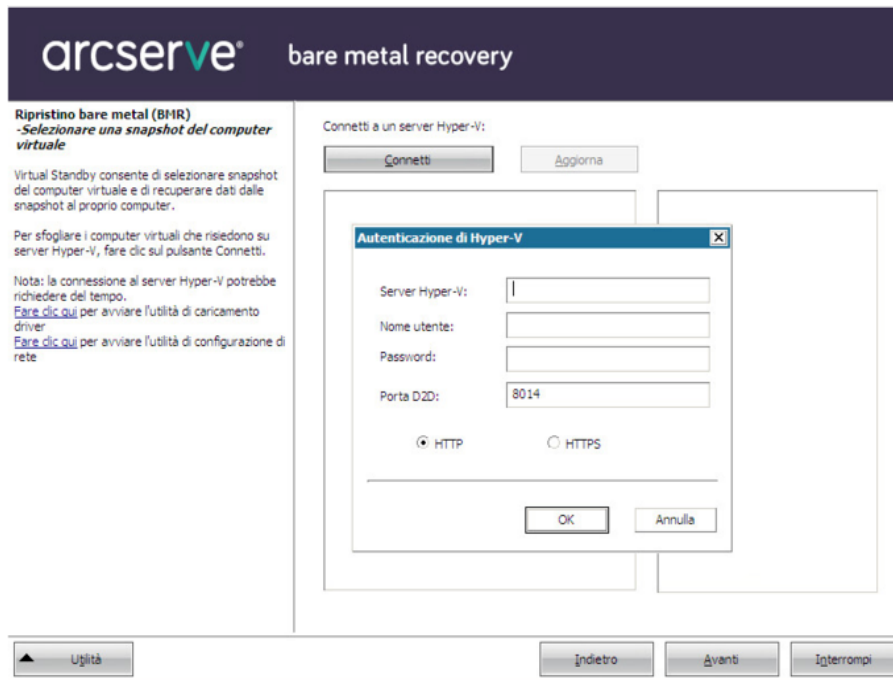 arcserve®
bare metal recovery
Ripristino bare metal (BMR)
-Selezionare una snapshot del computer
virtuale
Virtual Standby consente di selezionare snapshot
del computer virtuale e di recuperare dati dalle
snapshot al proprio computer.
Per sfogliare i computer virtuali che risiedono su
server Hyper-V, fare clic sul pulsante Connetti.
Nota: la connessione al server Hyper-V potrebbe
richiedere del tempo.
Fare clic qui per avviare l'utilità di caricamento
driver
Fare clic qui per avviare l'utilità di configurazione di
rete
Connetti a un server Hyper-V:
Connetti
Aggiorna
Autenticazione di Hyper-V
Server Hyper-V:
Nome utente:
Password:
Porta D2D:
8014
HTTP
HTTPS
OK
Annulla
Utilità
Indietro
Avanti
Interrompi